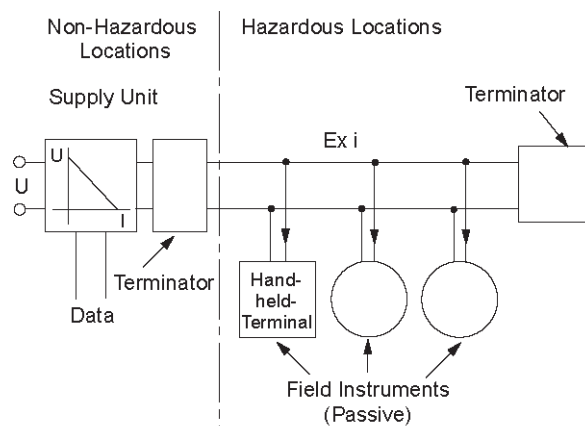 Non-Hazardous
Locations
Hazardous Locations
Supply Unit
Terminator
Ex i
U
U
I
Terminator
Data
Hand-
held-
Terminal
Field Instruments
(Passive)